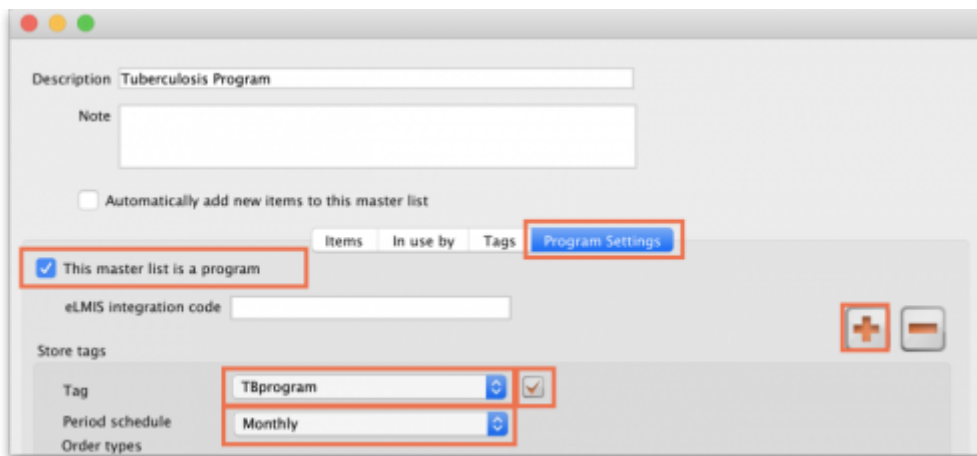 Description Tuberculosis Program
Note
Automatically add new items to this master list
Items In use by Tags Program Settings
This master list is a program
eLMIS integration code
Store tags
Tag TBprogram
Period schedule Monthly
Order types